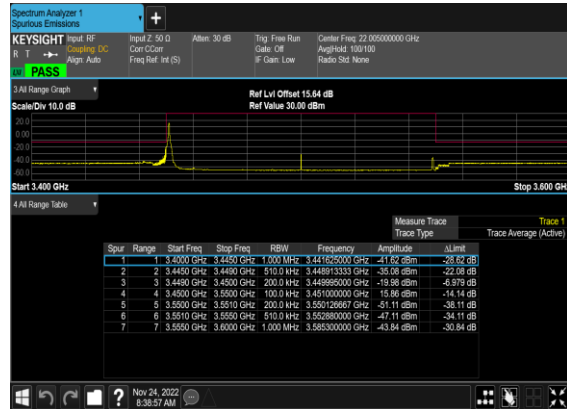 Spectrum Analyzer 1
Spurious Emissions
+
KEYSIGHT Input: RF Input Z: 50 Ω Atten: 30 dB Trig: Free Run Center Freq: 22.005000000 GHz
R T Coupling: DC Corr CCorr Gate: Off Avg|Hold: 100/100
Align: Auto Freq Ref: Int (S) IF Gain: Low Radio Std: None
PASS
3 All Range Graph Ref Lvl Offset 15.64 dB
Scale/Div 10.0 dB Ref Value 30.00 dBm
20.0
0.00
-20.0
-40.0
-60.0
Start 3.400 GHz Stop 3.600 GHz
4 All Range Table
Measure Trace Trace 1
Trace Type Trace Average (Active)
Spur Range Start Freq Stop Freq RBW Frequency Amplitude ΔLimit
1 1 3.4000 GHz 3.4450 GHz 1.000 MHz 3.441625000 GHz -41.62 dBm -28.62 dB
2 2 3.4450 GHz 3.4490 GHz 510.0 kHz 3.448913333 GHz -35.08 dBm -22.08 dB
3 3 3.4490 GHz 3.4500 GHz 200.0 kHz 3.449995000 GHz -19.98 dBm -6.979 dB
4 4 3.4500 GHz 3.5500 GHz 100.0 kHz 3.451000000 GHz 15.86 dBm -14.14 dB
5 5 3.5500 GHz 3.5510 GHz 200.0 kHz 3.550126667 GHz -51.11 dBm -38.11 dB
6 6 3.5510 GHz 3.5550 GHz 510.0 kHz 3.552880000 GHz -47.11 dBm -34.11 dB
7 7 3.5550 GHz 3.6000 GHz 1.000 MHz 3.585300000 GHz -43.84 dBm -30.84 dB
? Nov 24, 2022
8:38:57 AM